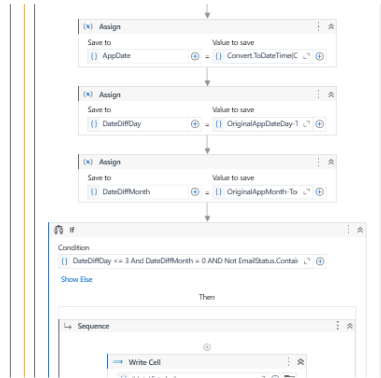 Assign
Save to Value to save
AppDate = Convert.ToDateTime(C
Assign
Save to Value to save
DateDiffDay = OriginalAppDateDay-T
Assign
Save to Value to save
DateDiffMonth = OriginalAppMonth-To
If
Condition
DateDiffDay <= 3 And DateDiffMonth = 0 AND Not EmailStatus.Contai
Show Else
Then
Sequence
Write Cell